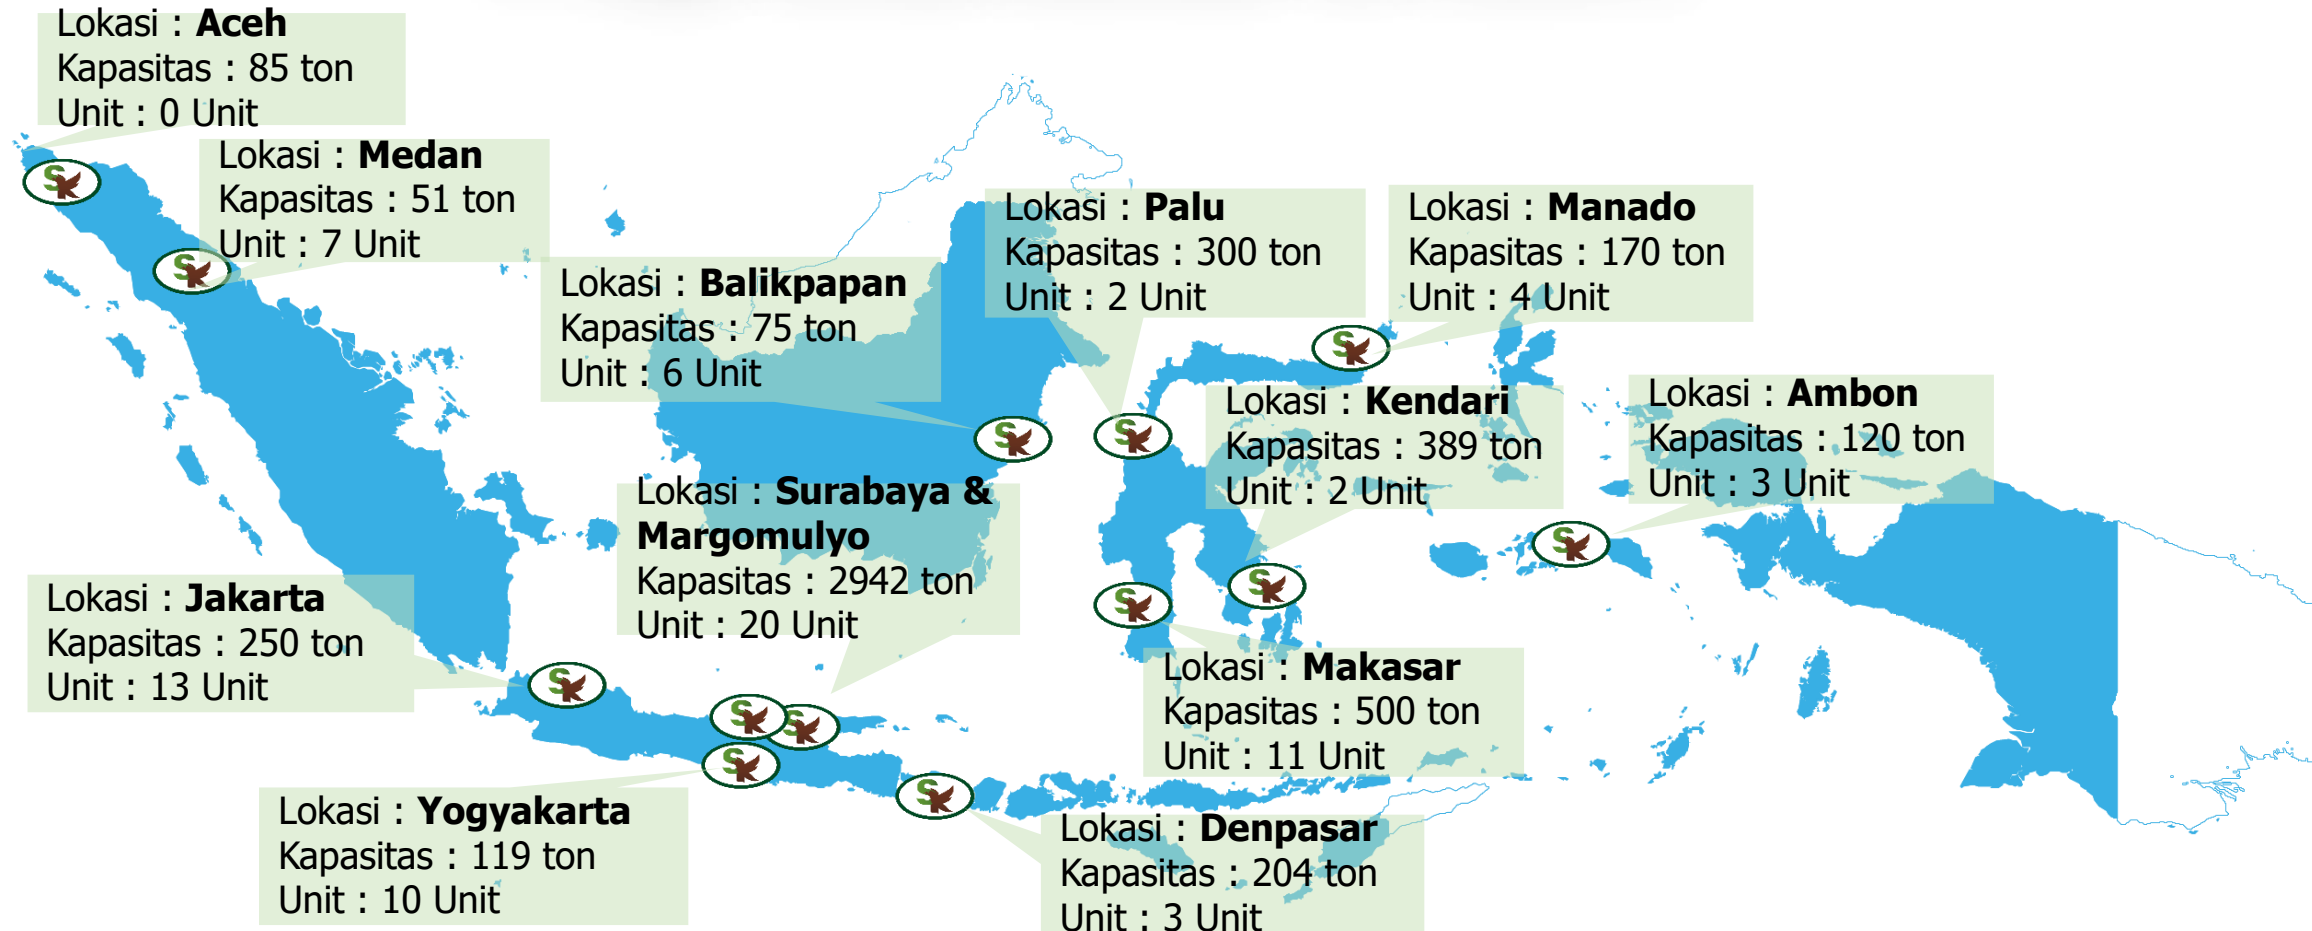 Lokasi : Aceh
Kapasitas : 85 ton
Unit : 0 Unit
Lokasi : Medan
Kapasitas : 51 ton
Unit : 7 Unit
Lokasi : Balikpapan
Kapasitas : 75 ton
Unit : 6 Unit
Lokasi : Palu
Kapasitas : 300 ton
Unit : 2 Unit
Lokasi : Manado
Kapasitas : 170 ton
Unit : 4 Unit
Lokasi : Kendari
Kapasitas : 389 ton
Unit : 2 Unit
Lokasi : Ambon
Kapasitas : 120 ton
Unit : 3 Unit
Lokasi : Surabaya &
Margomulyo
Kapasitas : 2942 ton
Unit : 20 Unit
Lokasi : Jakarta
Kapasitas : 250 ton
Unit : 13 Unit
Lokasi : Makasar
Kapasitas : 500 ton
Unit : 11 Unit
Lokasi : Yogyakarta
Kapasitas : 119 ton
Unit : 10 Unit
Lokasi : Denpasar
Kapasitas : 204 ton
Unit : 3 Unit